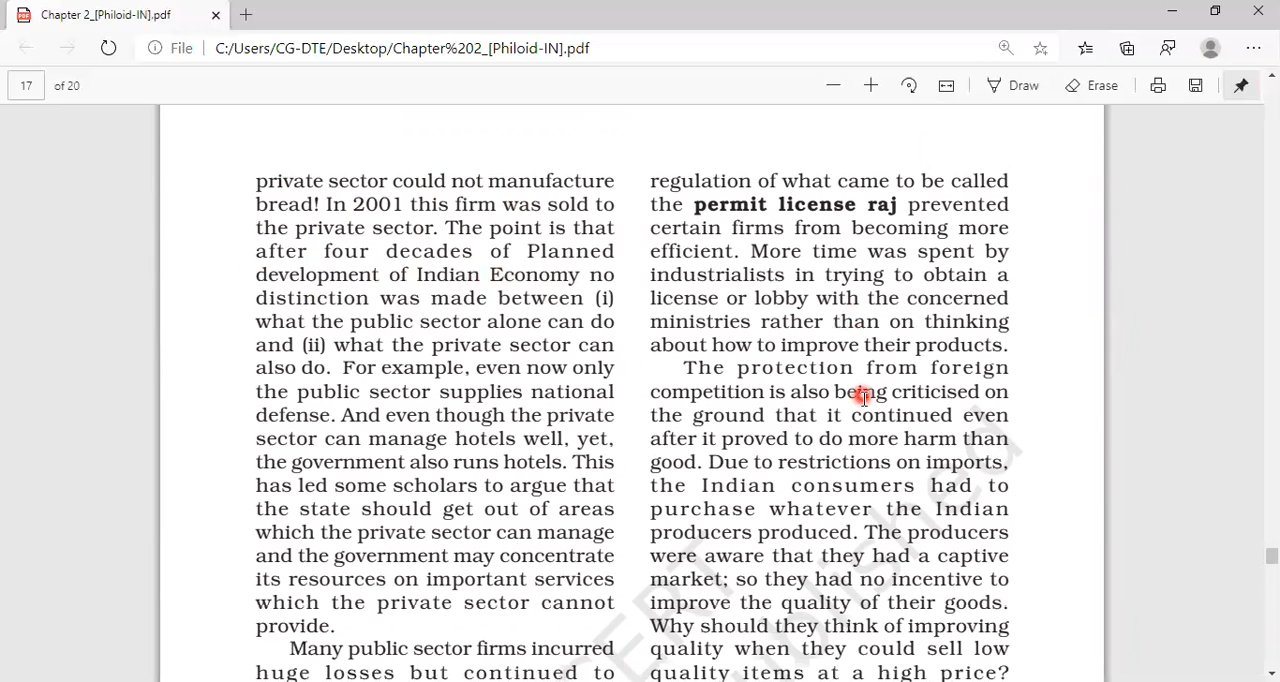 Chapter 2_[Philoid-IN].pdf
File C:/Users/CG-DTE/Desktop/Chapter%202_[Philoid-IN].pdf
17 of 20 Draw Erase
private sector could not manufacture
bread! In 2001 this firm was sold to
the private sector. The point is that
after four decades of Planned
development of Indian Economy no
distinction was made between (i)
what the public sector alone can do
and (ii) what the private sector can
also do. For example, even now only
the public sector supplies national
defense. And even though the private
sector can manage hotels well, yet,
the government also runs hotels. This
has led some scholars to argue that
the state should get out of areas
which the private sector can manage
and the government may concentrate
its resources on important services
which the private sector cannot
provide.
Many public sector firms incurred
huge losses but continued to
regulation of what came to be called
the permit license raj prevented
certain firms from becoming more
efficient. More time was spent by
industrialists in trying to obtain a
license or lobby with the concerned
ministries rather than on thinking
about how to improve their products.
The protection from foreign
competition is also being criticised on
the ground that it continued even
after it proved to do more harm than
good. Due to restrictions on imports,
the Indian consumers had to
purchase whatever the Indian
producers produced. The producers
were aware that they had a captive
market; so they had no incentive to
improve the quality of their goods.
Why should they think of improving
quality when they could sell low
quality items at a high price?